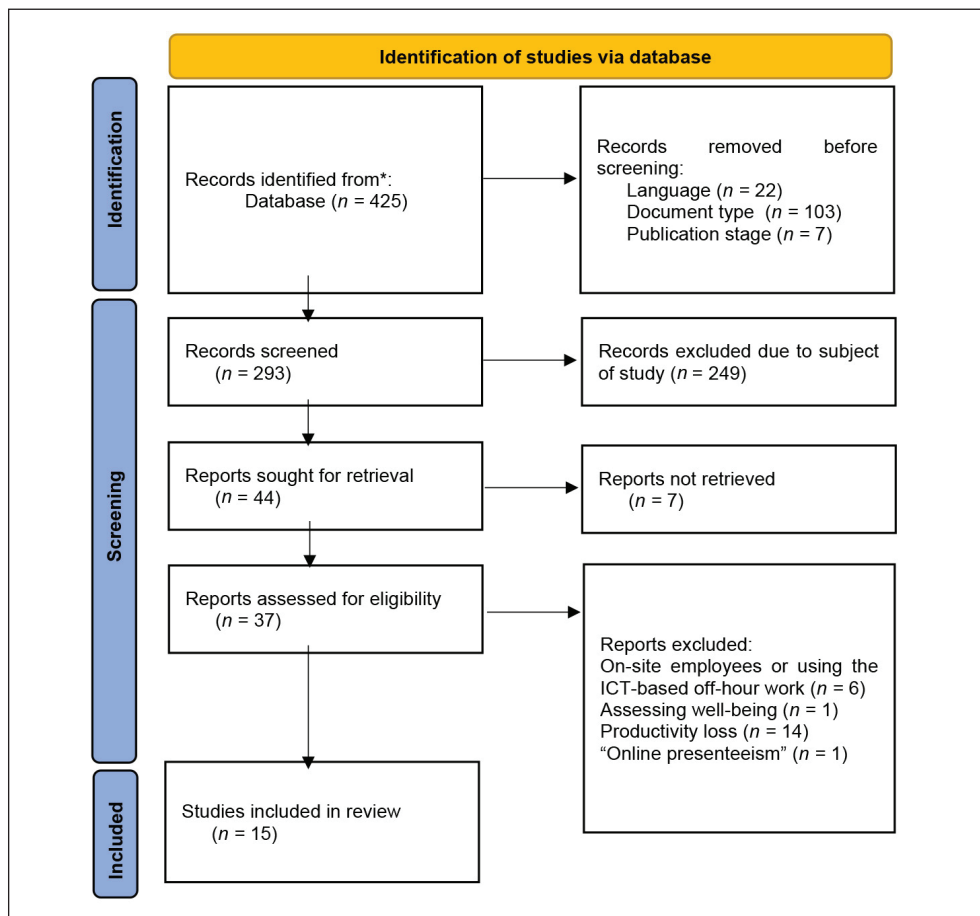 Identification of studies via database
Identification
Records identified from*:
Database (n = 425)
Records removed before
screening:
Language (n = 22)
Document type (n = 103)
Publication stage (n = 7)
Screening
Records screened
(n = 293)
Records excluded due to subject
of study (n = 249)
Reports sought for retrieval
(n = 44)
Reports not retrieved
(n = 7)
Reports assessed for eligibility
(n = 37)
Reports excluded:
On-site employees or using the
ICT-based off-hour work (n = 6)
Assessing well-being (n = 1)
Productivity loss (n = 14)
“Online presenteeism” (n = 1)
Included
Studies included in review
(n = 15)